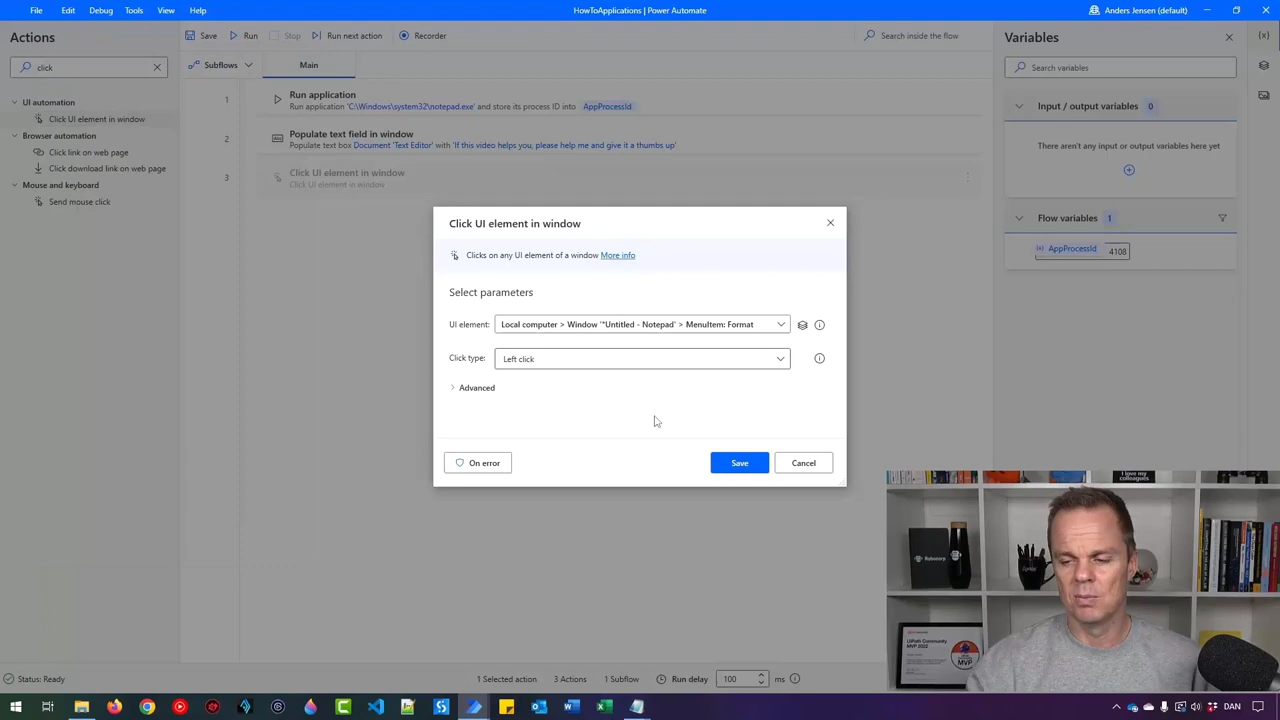 File Edit Debug Tools View Help HowToApplications | Power Automate Anders Jensen (default)
Actions
click
UI automation
Click UI element in window
Browser automation
Click link on web page
Click download link on web page
Mouse and keyboard
Send mouse click
Save Run Stop Run next action Recorder Search inside the flow
Subflows Main
1 Run application
Run application 'C:\Windows\system32\notepad.exe' and store its process ID into AppProcessId
2 Populate text field in window
Populate text box Document 'Text Editor' with 'If this video helps you, please help me and give it a thumbs up'
3 Click UI element in window
Click UI element in window
Click UI element in window
Clicks on any UI element of a window More info
Select parameters
UI element: Local computer > Window '*Untitled - Notepad' > MenuItem: Format
Click type: Left click
Advanced
On error Save Cancel
Variables {x}
Search variables
Input / output variables 0
There aren't any input or output variables here yet
Flow variables 1
AppProcessId 4108
I love my
colleagues
Robocorp
UiPath Community
MVP 2022
Status: Ready 1 Selected action 3 Actions 1 Subflow Run delay 100 ms
DAN